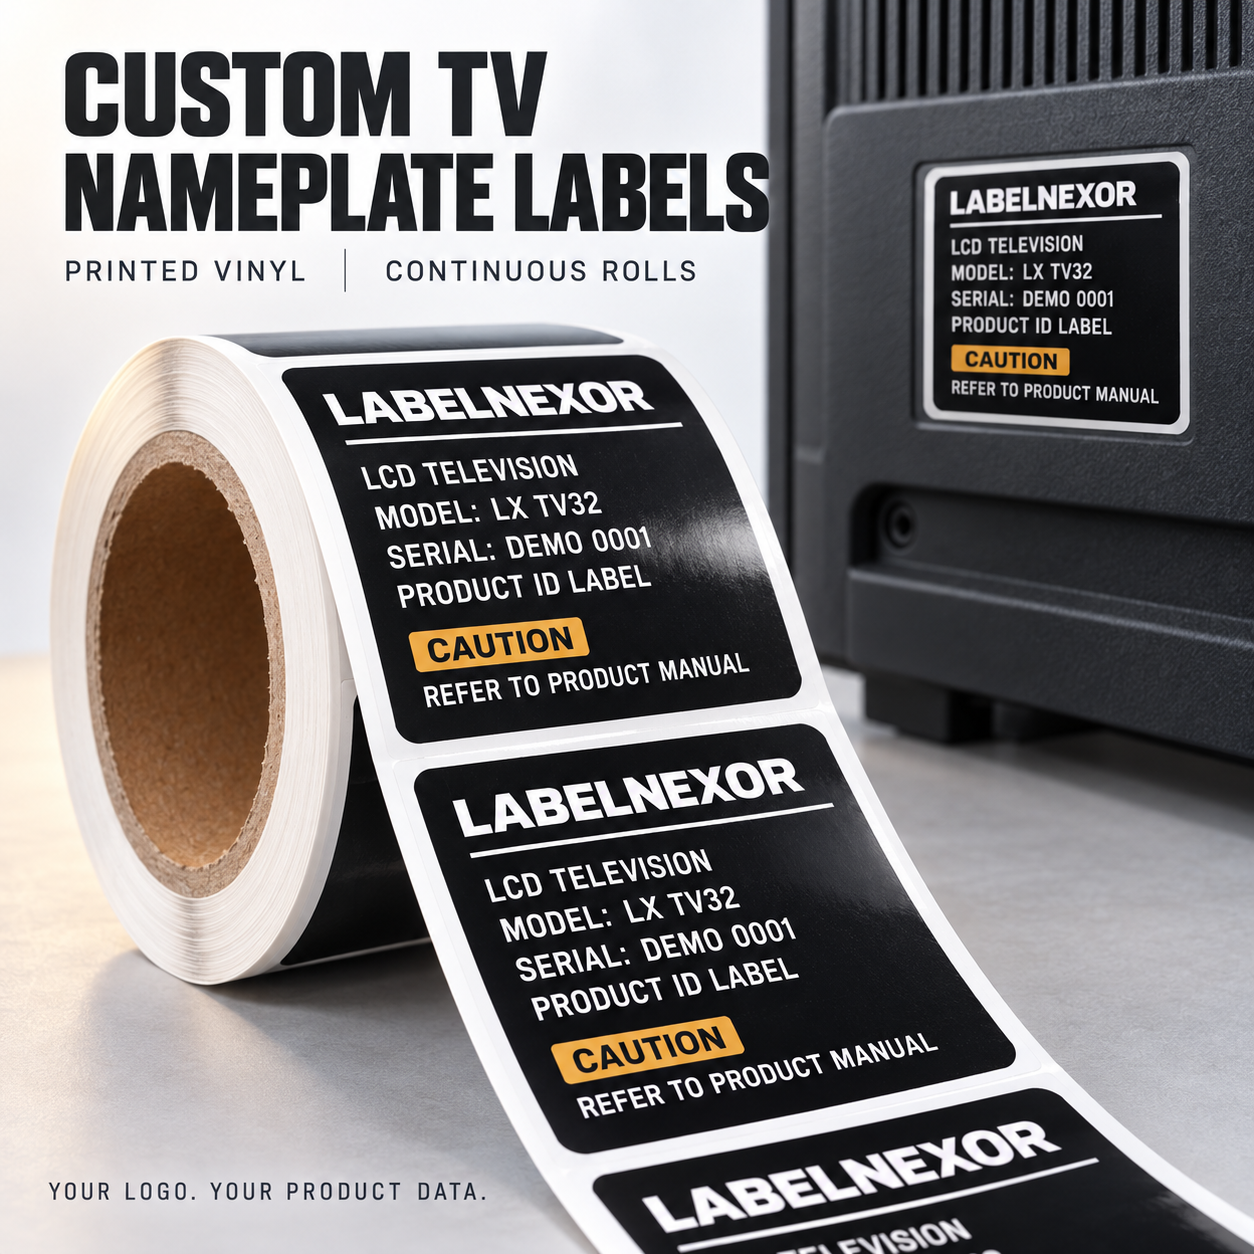 CUSTOM TV
NAMEPLATE LABELS
PRINTED VINYL | CONTINUOUS ROLLS
LABELNEXOR
LCD TELEVISION
MODEL: LX TV32
SERIAL: DEMO 0001
PRODUCT ID LABEL
CAUTION
REFER TO PRODUCT MANUAL
LABELNEXOR
LCD TELEVISION
MODEL: LX TV32
SERIAL: DEMO 0001
PRODUCT ID LABEL
CAUTION
REFER TO PRODUCT MANUAL
LABELNEXOR
LCD TELEVISION
MODEL: LX TV32
SERIAL: DEMO 0001
PRODUCT ID LABEL
CAUTION
REFER TO PRODUCT MANUAL
LABELNEXOR
TELEVISION
YOUR LOGO. YOUR PRODUCT DATA.